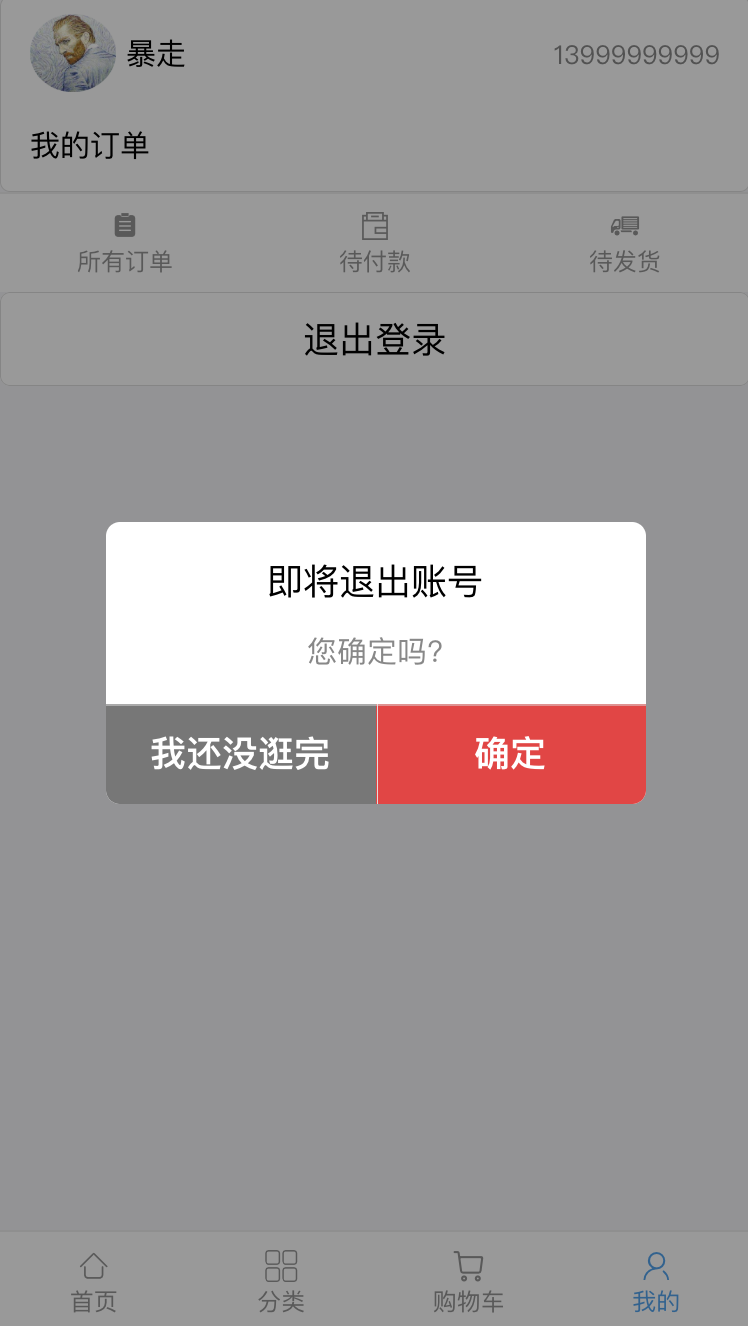 暴走 13999999999
我的订单
所有订单 待付款 待发货
退出登录
即将退出账号
您确定吗?
我还没逛完 确定
首页 分类 购物车 我的